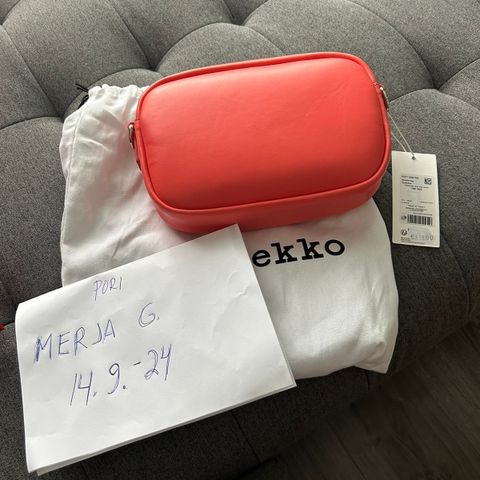 ekko
PORI
MERJA G.
14.9.-24